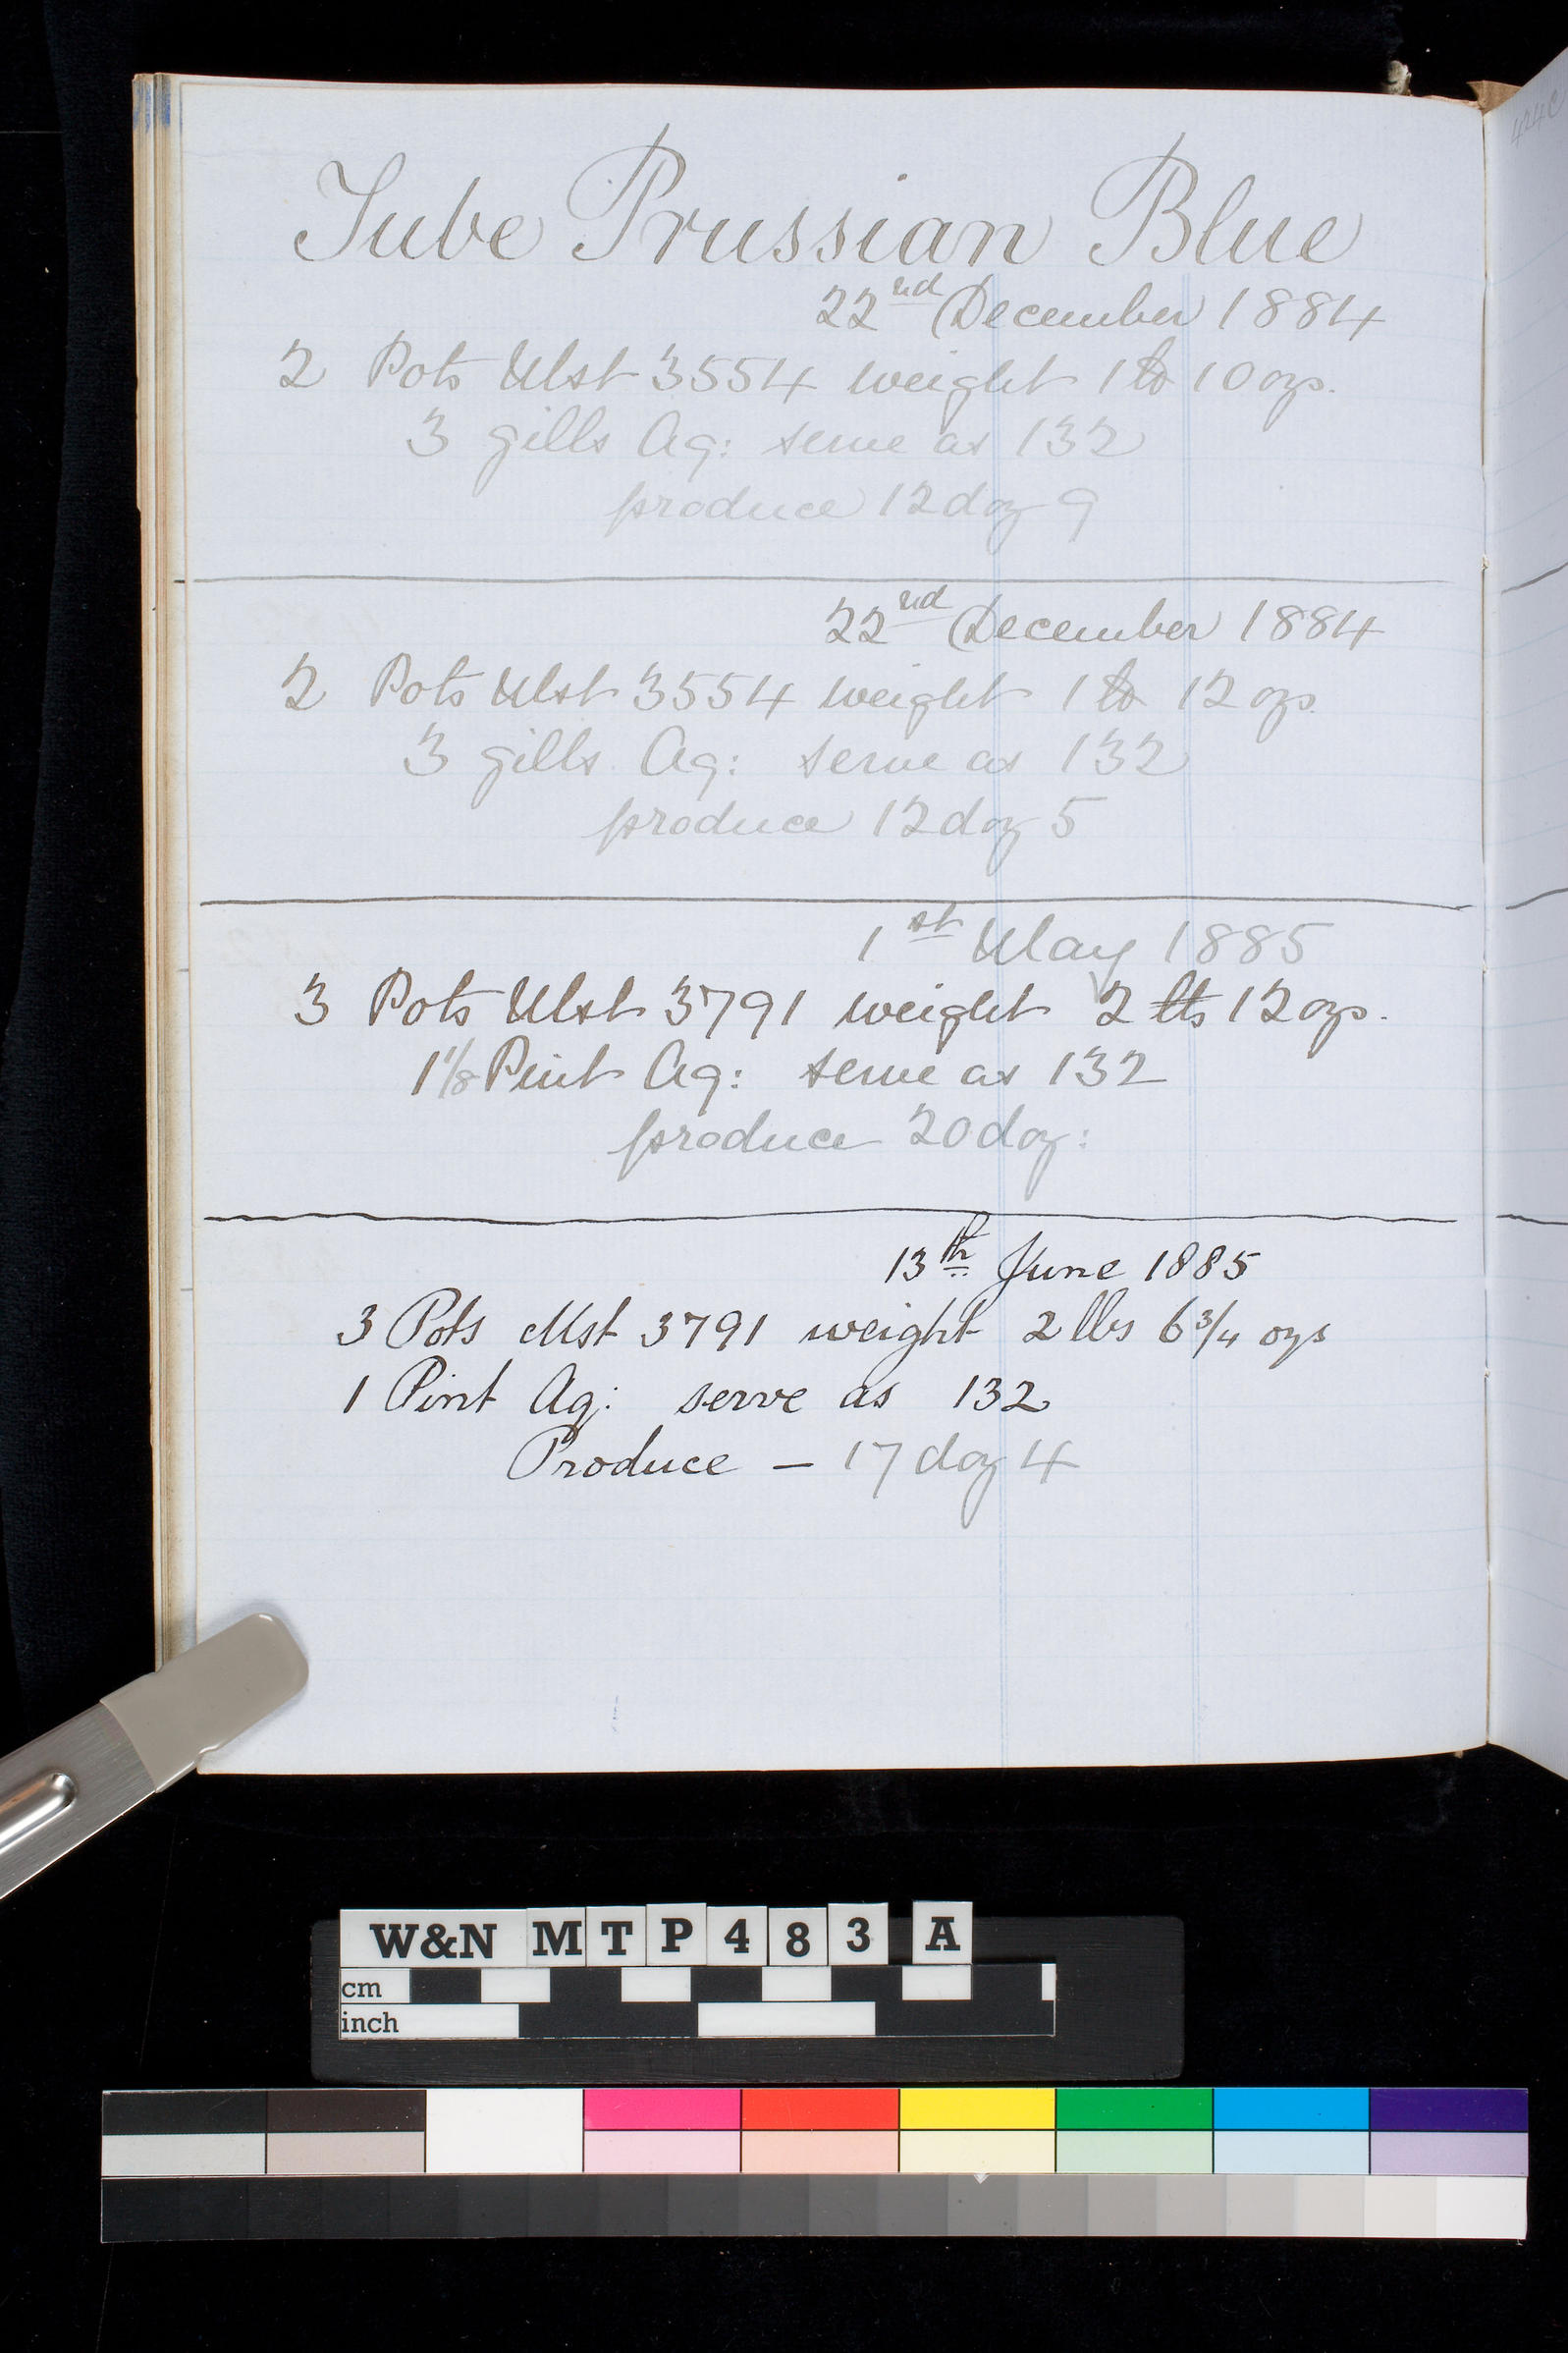 Tube Prussian Blue
22nd December 1884
2 Pots Mst 3554 weight 1 lb 10 ozs.
3 gills Aq: serve as 132
produce 12 doz 9
22nd December 1884
2 Pots Mst 3554 weight 1 lb 12 ozs.
3 gills Aq: serve as 132
produce 12 doz 5
1st May 1885
3 Pots Mst 3791 weight 2 lbs 12 ozs.
1 1/8 Pint Aq: serve as 132
produce 20 doz:
13th June 1885
3 Pots Mst 3791 weight 2 lbs 6 3/4 ozs
1 Pint Aq: serve as 132
Produce — 17 doz 4
W&N MTP483 A
cm
inch